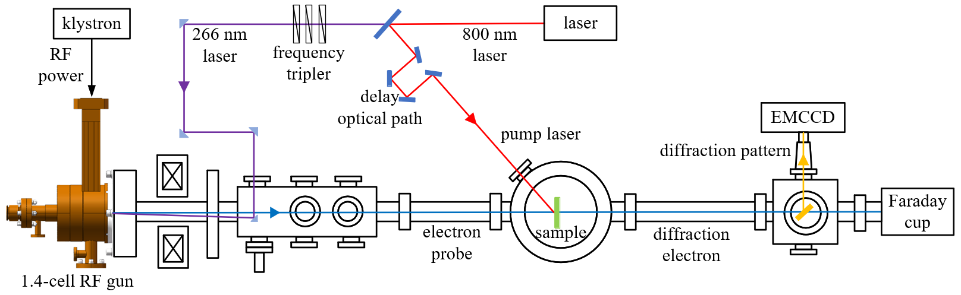 klystron
RF
power
266 nm
laser
frequency
tripler
800 nm
laser
laser
delay
optical path
pump laser
EMCCD
diffraction pattern
electron
probe
sample
diffraction
electron
Faraday
cup
1.4-cell RF gun